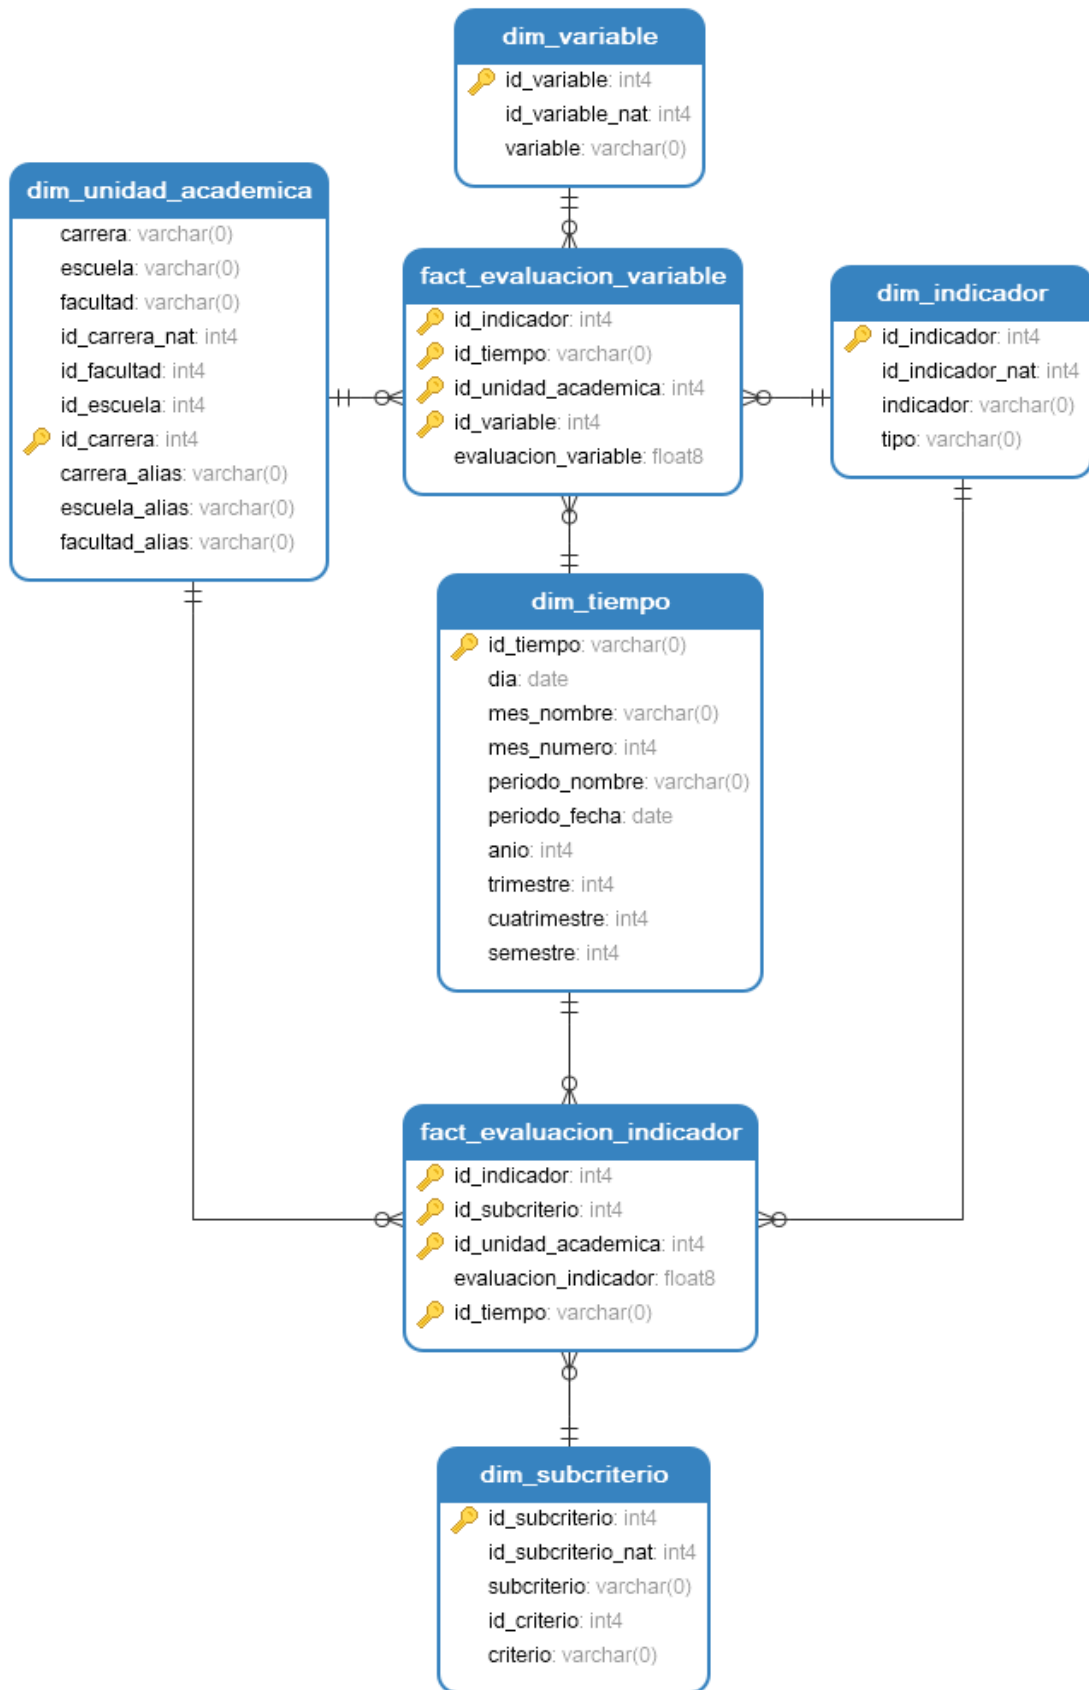 dim_variable
id_variable: int4
id_variable_nat: int4
variable: varchar(0)
dim_unidad_academica
carrera: varchar(0)
escuela: varchar(0)
facultad: varchar(0)
id_carrera_nat: int4
id_facultad: int4
id_escuela: int4
id_carrera: int4
carrera_alias: varchar(0)
escuela_alias: varchar(0)
facultad_alias: varchar(0)
fact_evaluacion_variable
id_indicador: int4
id_tiempo: varchar(0)
id_unidad_academica: int4
id_variable: int4
evaluacion_variable: float8
dim_indicador
id_indicador: int4
id_indicador_nat: int4
indicador: varchar(0)
tipo: varchar(0)
dim_tiempo
id_tiempo: varchar(0)
dia: date
mes_nombre: varchar(0)
mes_numero: int4
periodo_nombre: varchar(0)
periodo_fecha: date
anio: int4
trimestre: int4
cuatrimestre: int4
semestre: int4
fact_evaluacion_indicador
id_indicador: int4
id_subcriterio: int4
id_unidad_academica: int4
evaluacion_indicador: float8
id_tiempo: varchar(0)
dim_subcriterio
id_subcriterio: int4
id_subcriterio_nat: int4
subcriterio: varchar(0)
id_criterio: int4
criterio: varchar(0)